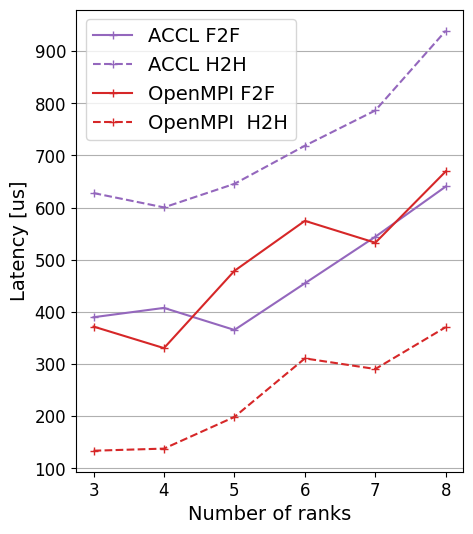 ACCL F2F
ACCL H2H
OpenMPI F2F
OpenMPI  H2H
900
800
700
600
500
400
300
200
100
Latency [us]
3 4 5 6 7 8
Number of ranks